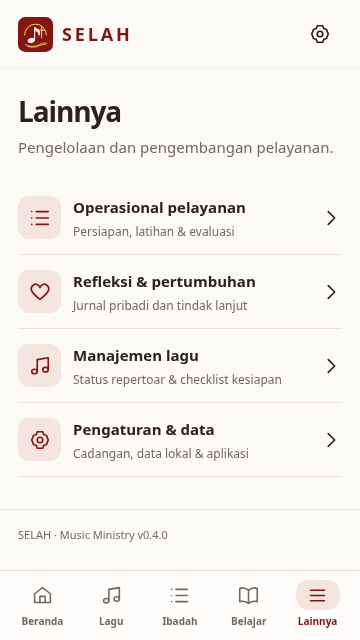 SELAH
Lainnya
Pengelolaan dan pengembangan pelayanan.
Operasional pelayanan
Persiapan, latihan & evaluasi
Refleksi & pertumbuhan
Jurnal pribadi dan tindak lanjut
Manajemen lagu
Status repertoar & checklist kesiapan
Pengaturan & data
Cadangan, data lokal & aplikasi
SELAH · Music Ministry v0.4.0
Beranda Lagu Ibadah Belajar Lainnya